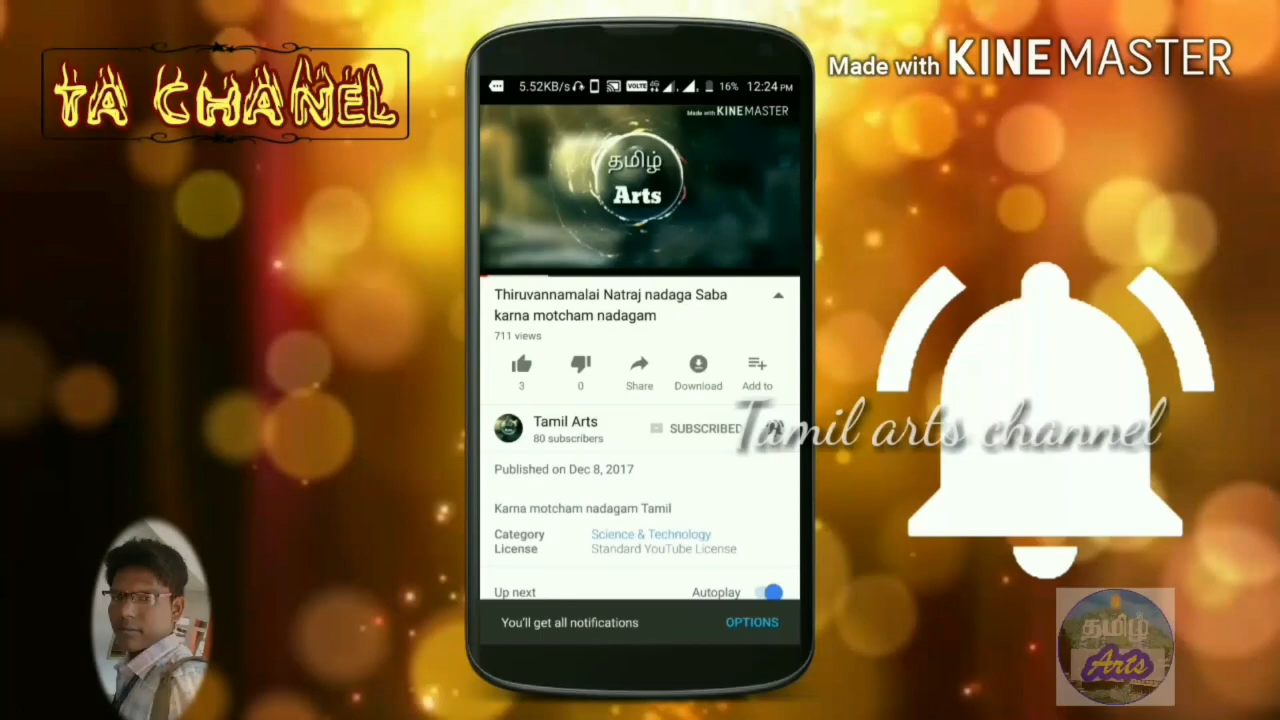 TA CHANEL
Made with KINEMASTER
5.52KB/s VOLTE 4G 16% 12:24 PM
Made with KINEMASTER
தமிழ்
Arts
Thiruvannamalai Natraj nadaga Saba
karna motcham nadagam
711 views
3 0 Share Download Add to
Tamil Arts
80 subscribers
SUBSCRIBED
Tamil arts channel
Published on Dec 8, 2017
Karna motcham nadagam Tamil
Category Science & Technology
License Standard YouTube License
Up next Autoplay
You'll get all notifications OPTIONS
தமிழ்
Arts